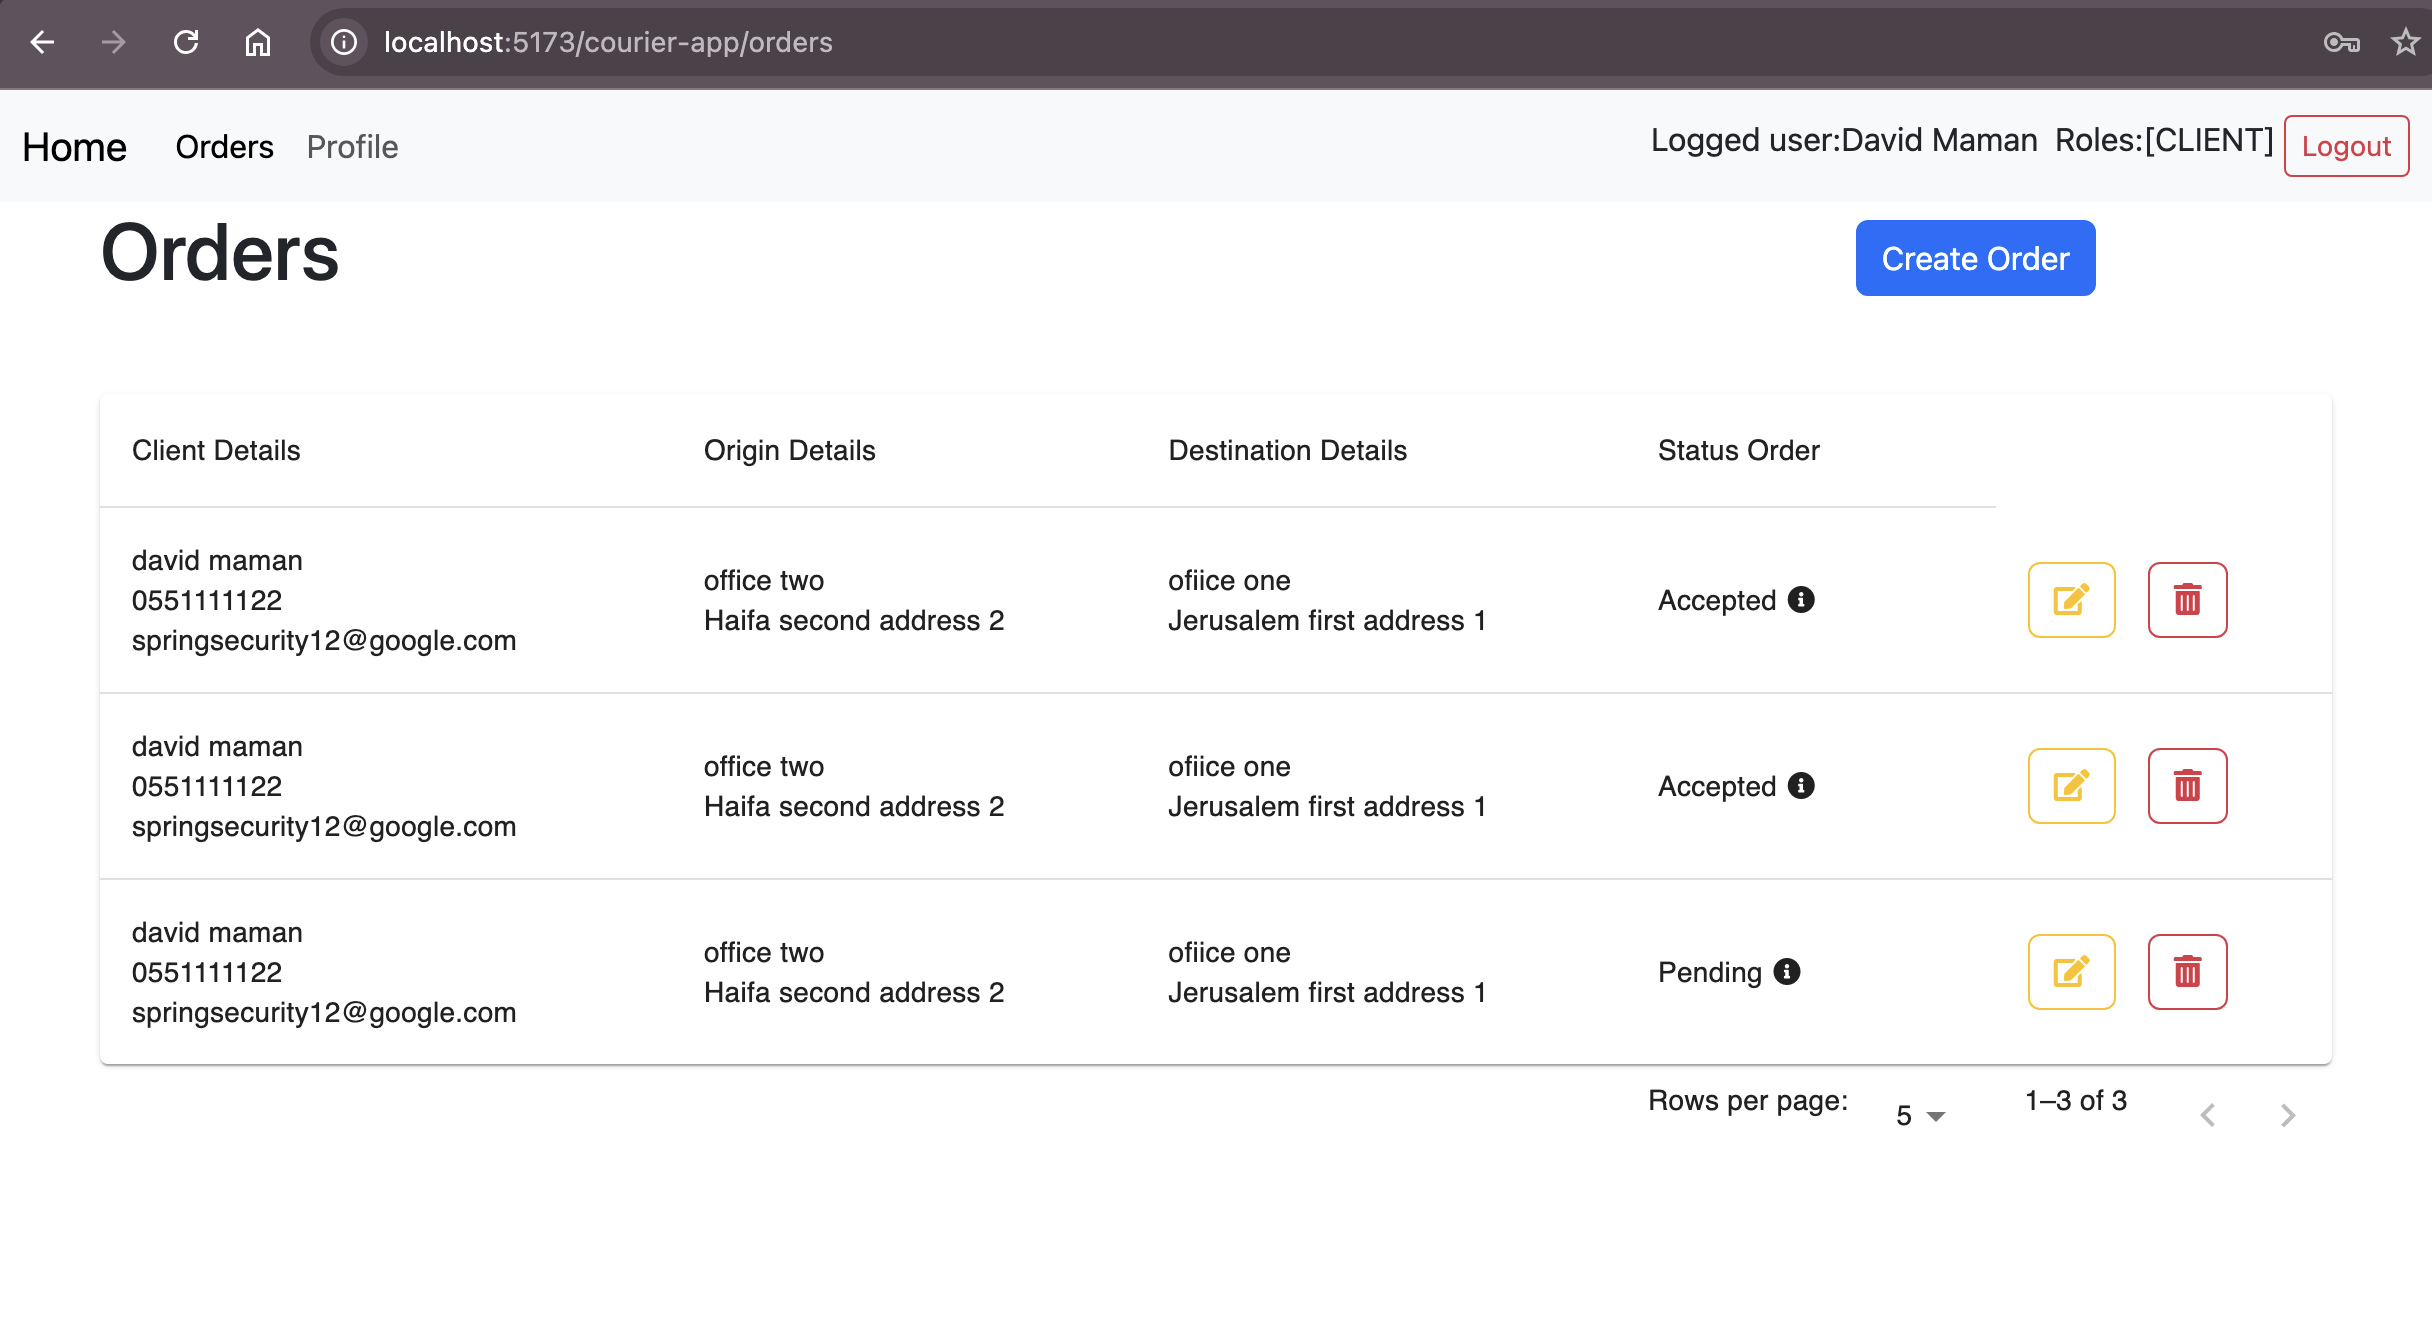 localhost:5173/courier-app/orders
Home Orders Profile Logged user:David Maman Roles:[CLIENT] Logout
Orders Create Order
Client Details Origin Details Destination Details Status Order
david maman
0551111122
springsecurity12@google.com
office two
Haifa second address 2
ofiice one
Jerusalem first address 1
Accepted
david maman
0551111122
springsecurity12@google.com
office two
Haifa second address 2
ofiice one
Jerusalem first address 1
Accepted
david maman
0551111122
springsecurity12@google.com
office two
Haifa second address 2
ofiice one
Jerusalem first address 1
Pending
Rows per page: 5 1–3 of 3